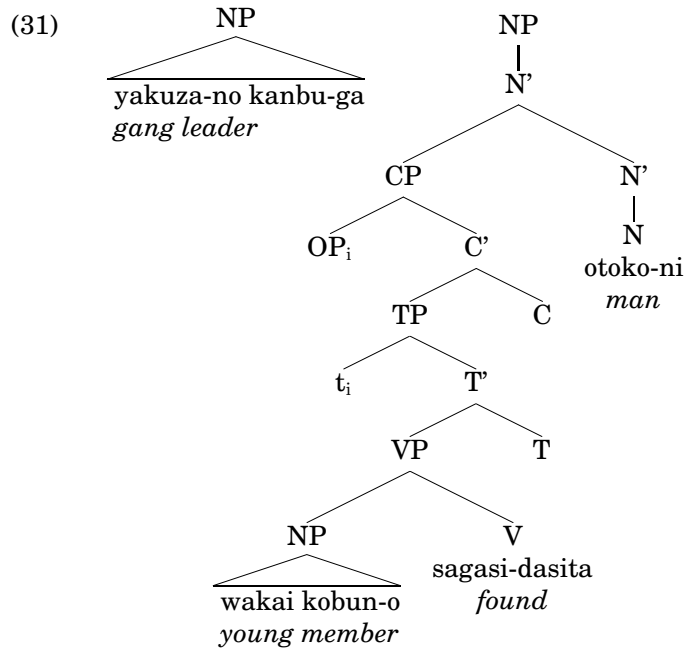 (31) NP NP
N'
yakuza-no kanbu-ga
gang leader
CP N'
OPi C' N
otoko-ni
man
TP C
ti T'
VP T
NP V
sagasi-dasita
found
wakai kobun-o
young member